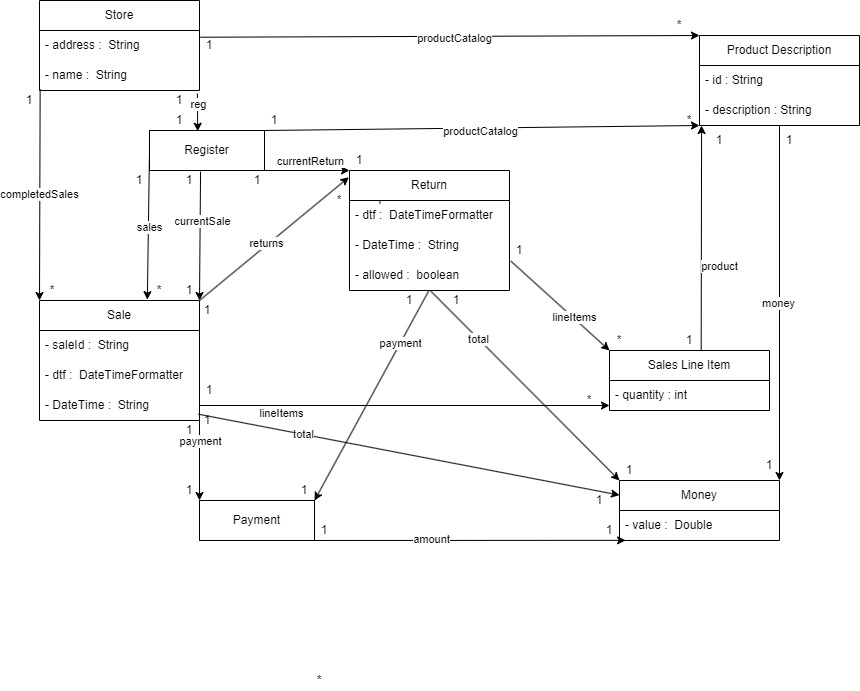 Store
- address :  String
- name :  String
1
productCatalog
*
Product Description
- id : String
- description : String
1
1
reg
1
1
productCatalog
*
1
1
Register
currentReturn
1
1
1
1
completedSales
sales
currentSale
returns
*
Return
- dtf :  DateTimeFormatter
- DateTime :  String
- allowed :  boolean
1
product
money
*
*
1
1
1
1
payment
total
lineItems
*
1
Sale
- saleId :  String
- dtf :  DateTimeFormatter
- DateTime :  String
Sales Line Item
- quantity : int
1
lineItems
*
1
1
payment
total
1
1
1
1
1
Payment
1
amount
1
Money
- value :  Double
*